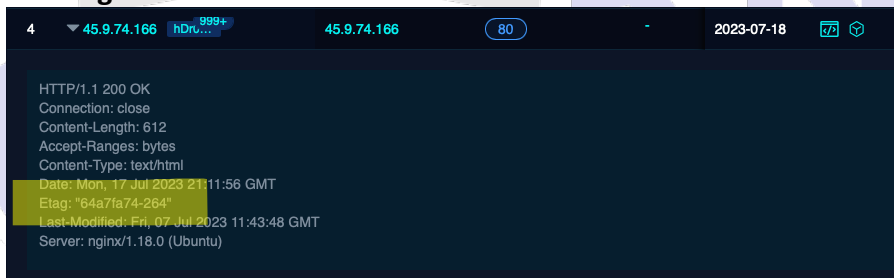 4 45.9.74.166 999+ 45.9.74.166 80 - 2023-07-18
HTTP/1.1 200 OK
Connection: close
Content-Length: 612
Accept-Ranges: bytes
Content-Type: text/html
Date: Mon, 17 Jul 2023 21:11:56 GMT
Etag: "64a7fa74-264"
Last-Modified: Fri, 07 Jul 2023 11:43:48 GMT
Server: nginx/1.18.0 (Ubuntu)